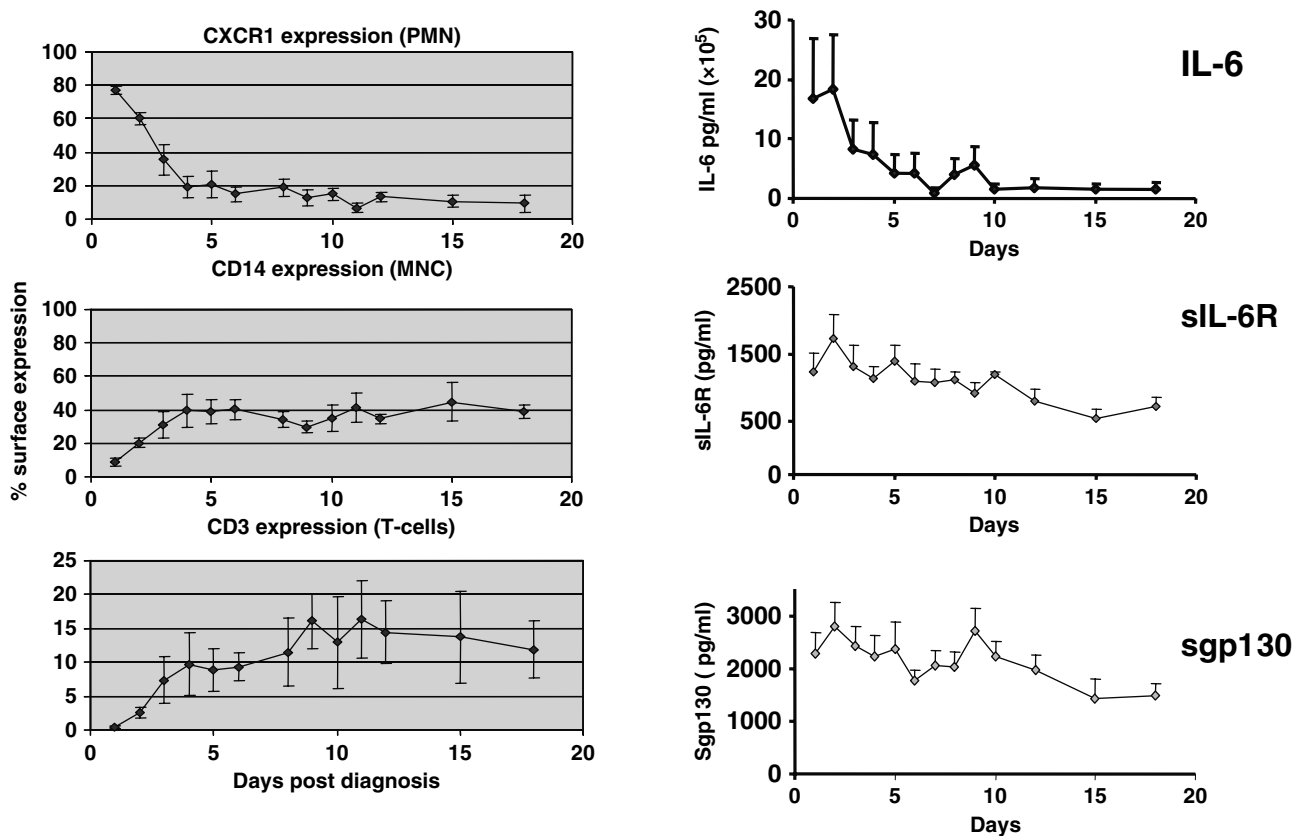 CXCR1 expression (PMN)
100
80
60
40
20
0
0 5 10 15 20
CD14 expression (MNC)
% surface expression
100
80
60
40
20
0
0 5 10 15 20
CD3 expression (T-cells)
25
20
15
10
5
0
0 5 10 15 20
Days post diagnosis
IL-6
IL-6 pg/ml (×10⁵)
30
20
10
0
0 5 10 15 20
Days
sIL-6R
sIL-6R (pg/ml)
2500
1500
500
0
0 5 10 15 20
Days
sgp130
Sgp130 ( pg/ml)
3000
2000
1000
0
0 5 10 15 20
Days